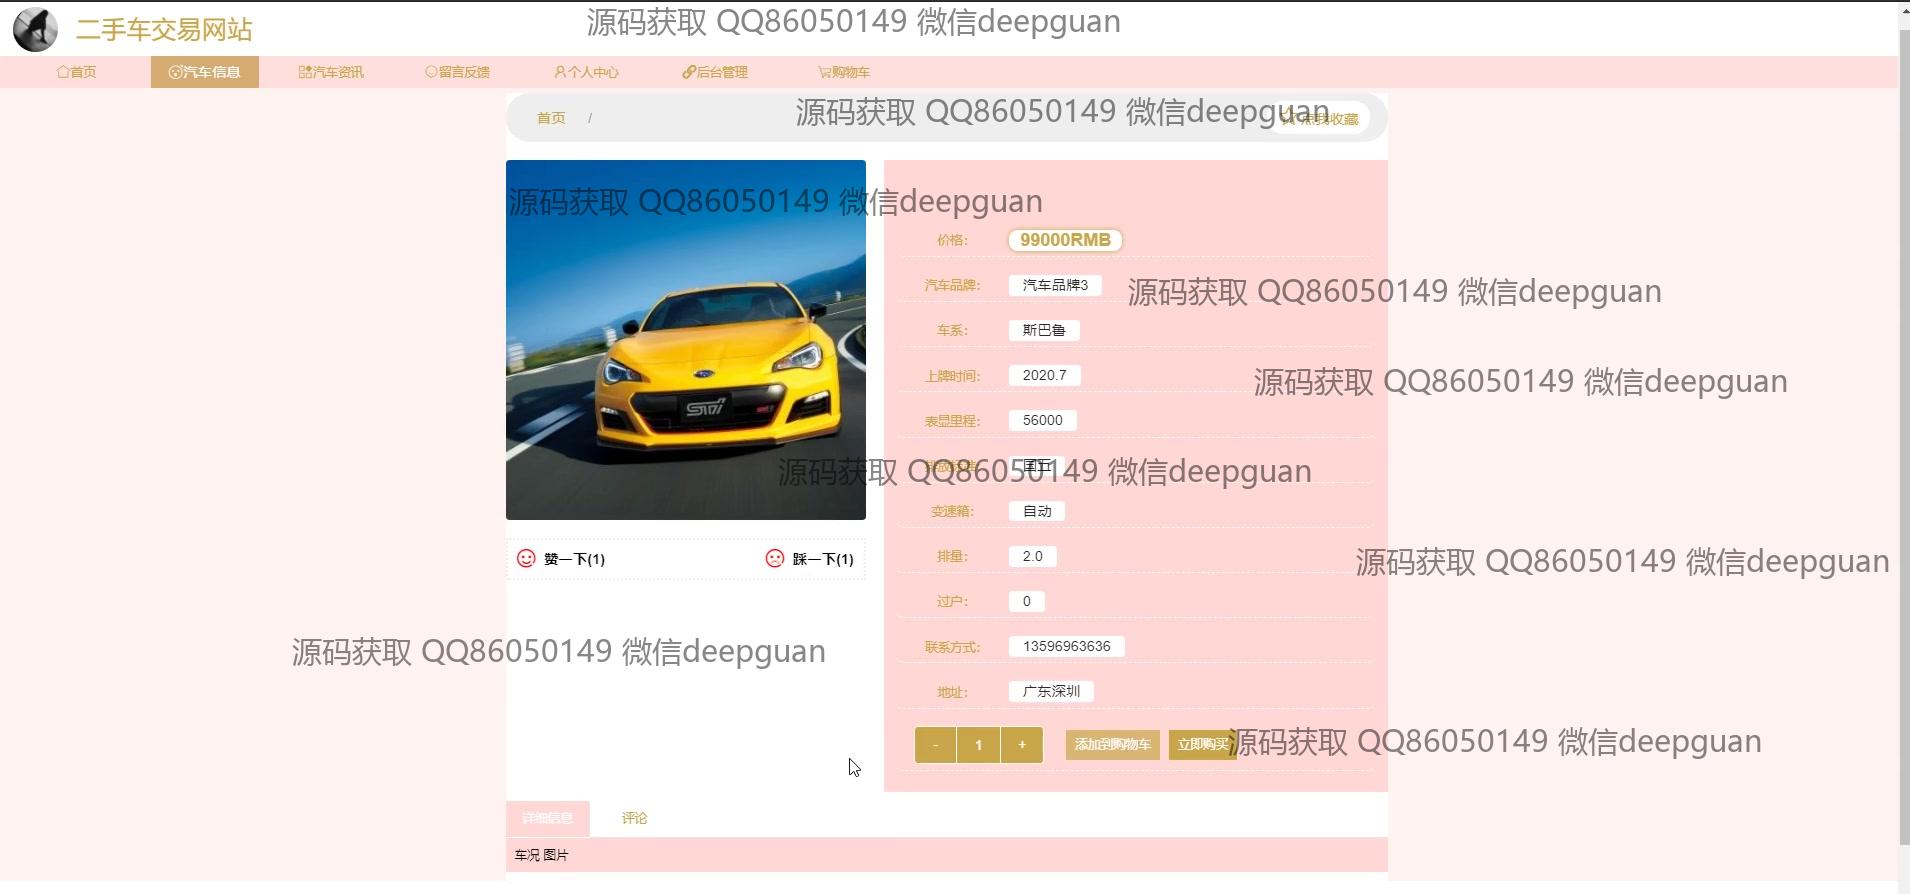 二手车交易网站
源码获取 QQ86050149 微信deepguan
首页
汽车信息
汽车资讯
留言反馈
个人中心
后台管理
购物车
首页 /
源码获取 QQ86050149 微信deepguan
点我收藏
源码获取 QQ86050149 微信deepguan
价格: 99000RMB
汽车品牌: 汽车品牌3
源码获取 QQ86050149 微信deepguan
车系: 斯巴鲁
上牌时间: 2020.7
源码获取 QQ86050149 微信deepguan
表显里程: 56000
STI
国五
源码获取 QQ86050149 微信deepguan
变速箱: 自动
排量: 2.0
源码获取 QQ86050149 微信deepguan
赞一下(1)
踩一下(1)
过户: 0
联系方式: 13596963636
源码获取 QQ86050149 微信deepguan
地址: 广东深圳
- 1 +
添加到购物车
立即购买
源码获取 QQ86050149 微信deepguan
详细信息
评论
车况 图片